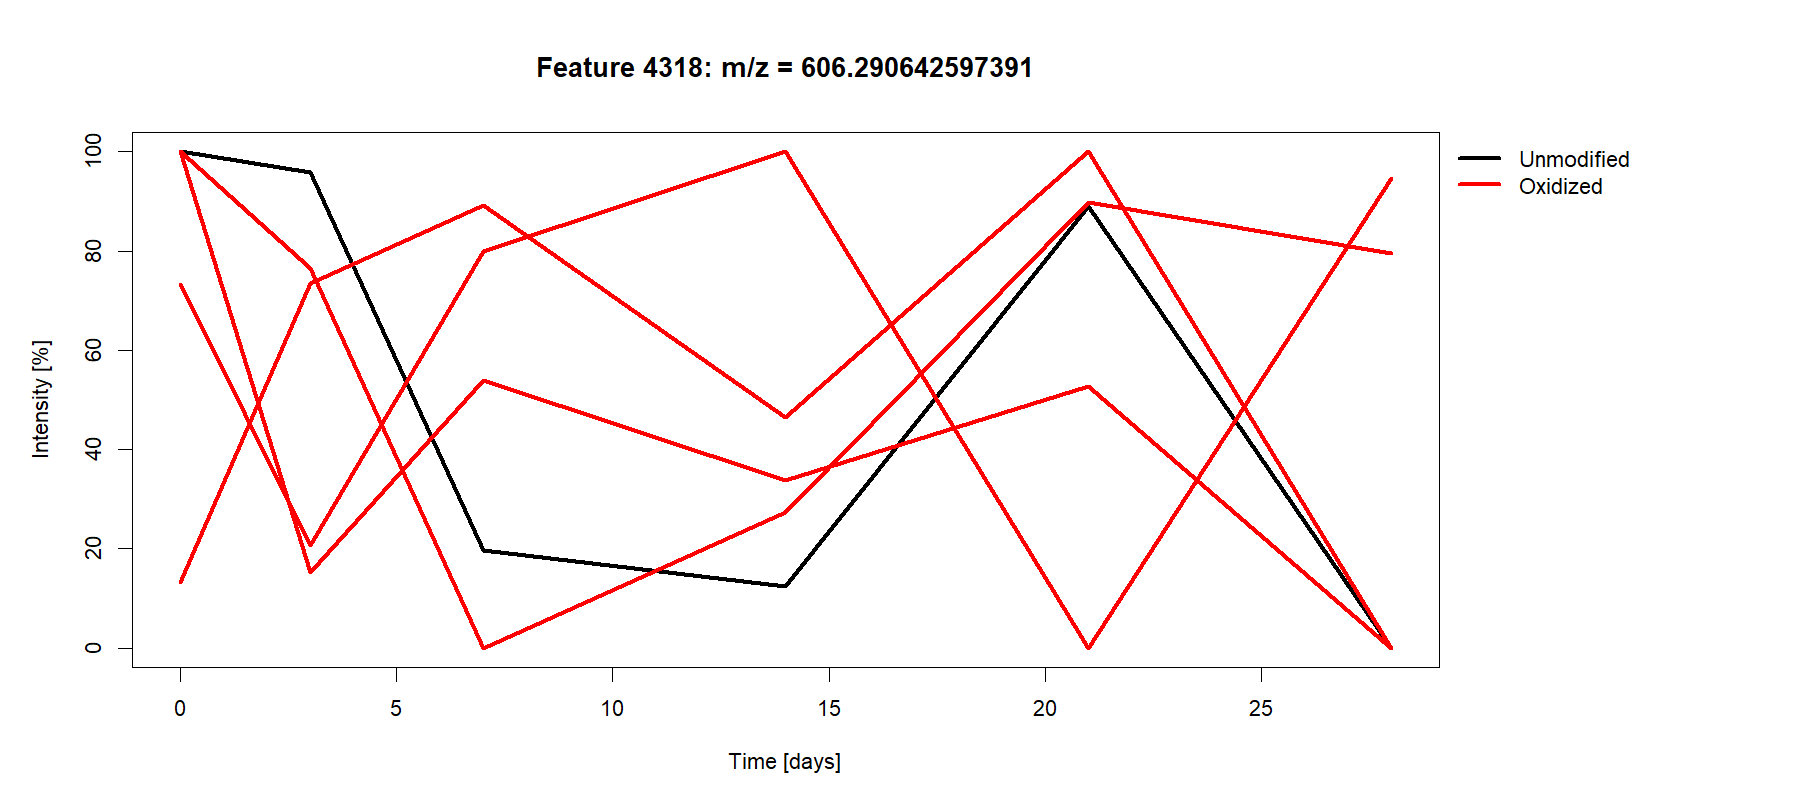 Feature 4318: m/z = 606.290642597391
Unmodified
Oxidized
Intensity [%]
100
80
60
40
20
0
0 5 10 15 20 25
Time [days]